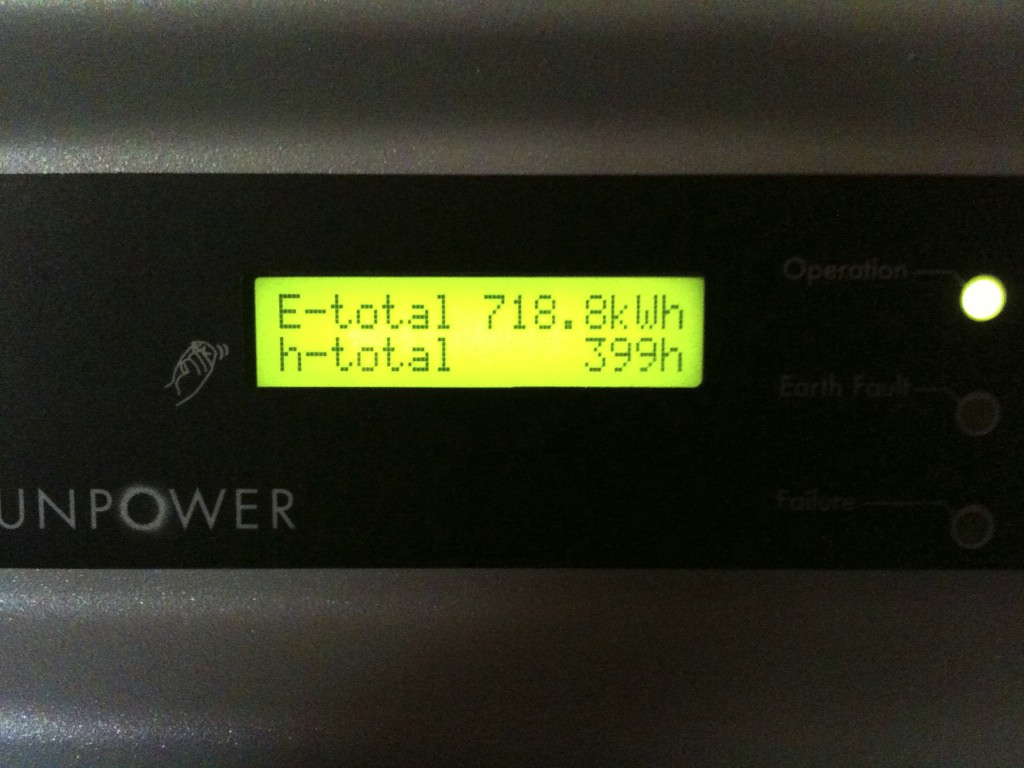 E-total 718.8kWh
h-total 399h
Operation
Earth Fault
Failure
UNPOWER